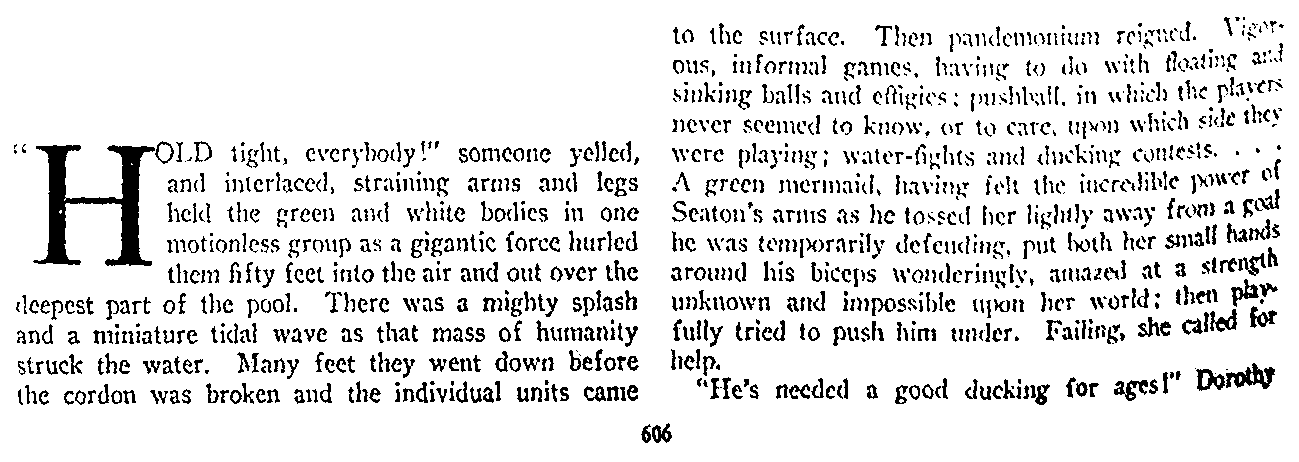 “HOLD tight, everybody!” someone yelled,
and interlaced, straining arms and legs
held the green and white bodies in one
motionless group as a gigantic force hurled
them fifty feet into the air and out over the
deepest part of the pool. There was a mighty splash
and a miniature tidal wave as that mass of humanity
struck the water. Many feet they went down before
the cordon was broken and the individual units came
to the surface. Then pandemonium reigned. Vigor-
ous, informal games, having to do with floating and
sinking balls and effigies; pushball, in which the players
never seemed to know, or to care, upon which side they
were playing; water-fights and ducking contests. . . .
A green mermaid, having felt the incredible power of
Seaton's arms as he tossed her lightly away from a goal
he was temporarily defending, put both her small hands
around his biceps wonderingly, amazed at a strength
unknown and impossible upon her world; then play-
fully tried to push him under. Failing, she called for
help.
“He's needed a good ducking for ages!” Dorothy
606